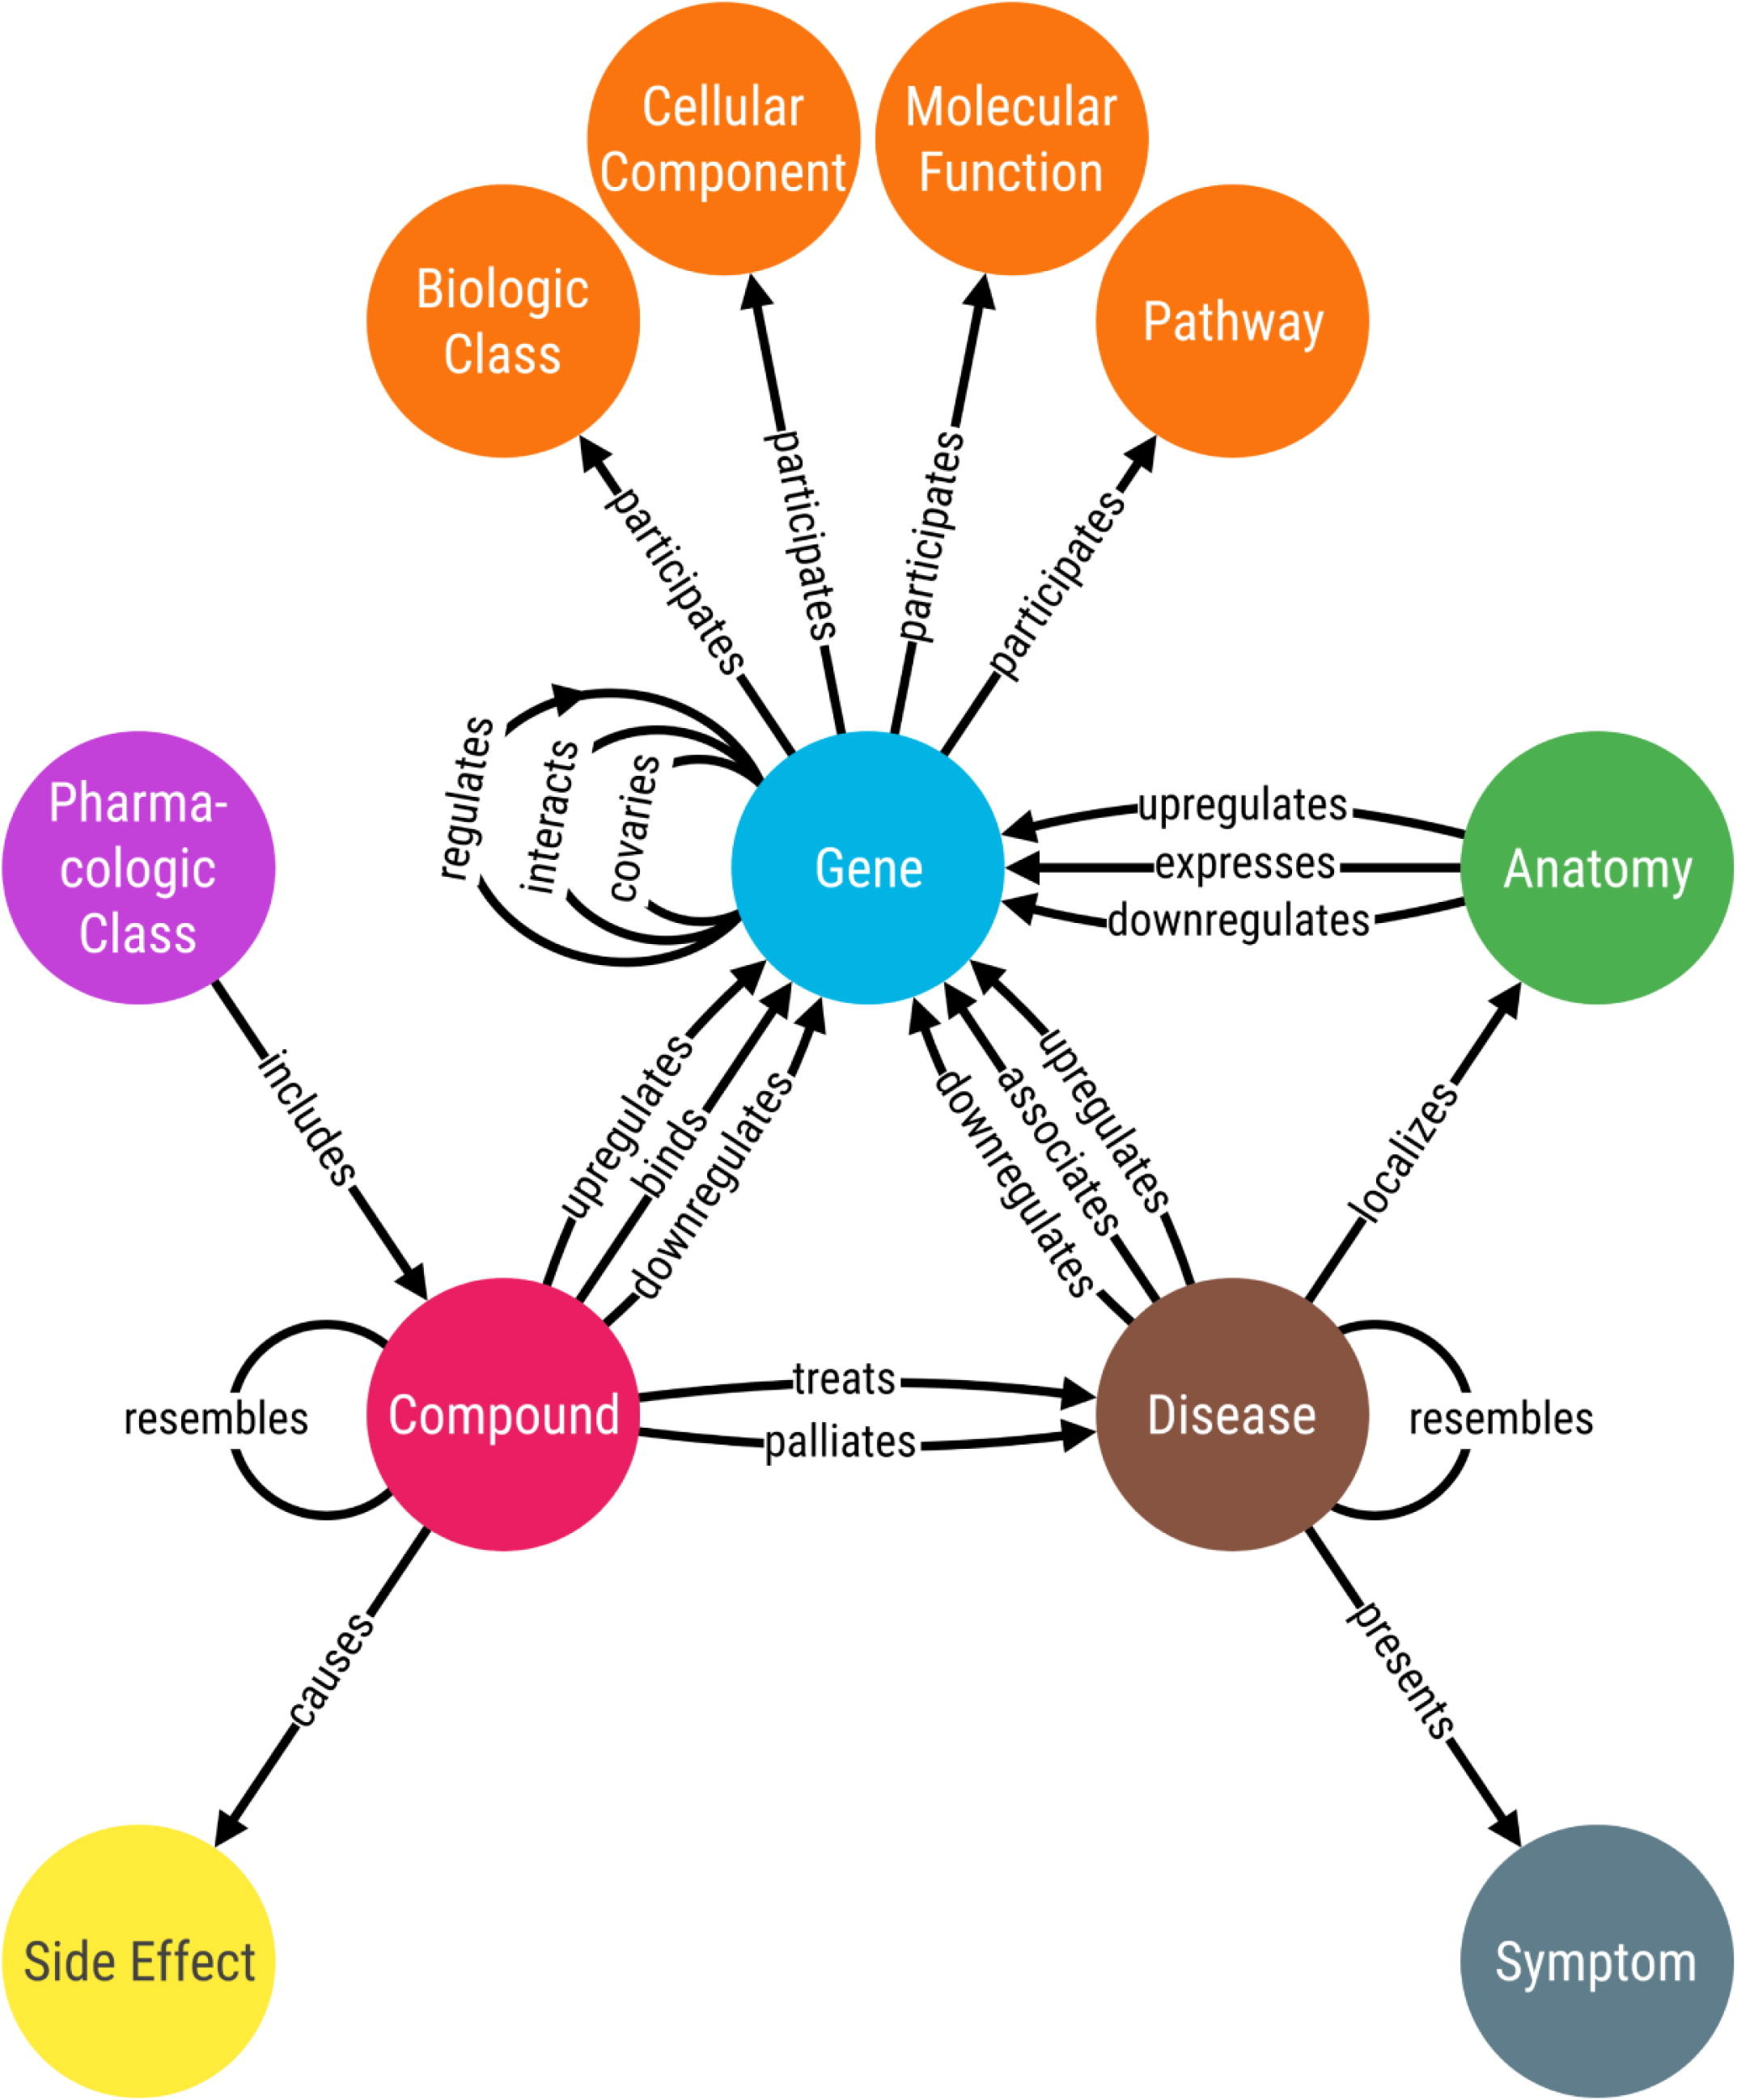 Cellular
Component
Molecular
Function
Biologic
Class
Pathway
participates
participates
participates
participates
regulates
interacts
covaries
Pharma-
cologic
Class
Gene
upregulates
expresses
downregulates
Anatomy
includes
upregulates
binds
downregulates
downregulates
associates
upregulates
localizes
resembles
Compound
treats
palliates
Disease
resembles
causes
presents
Side Effect
Symptom